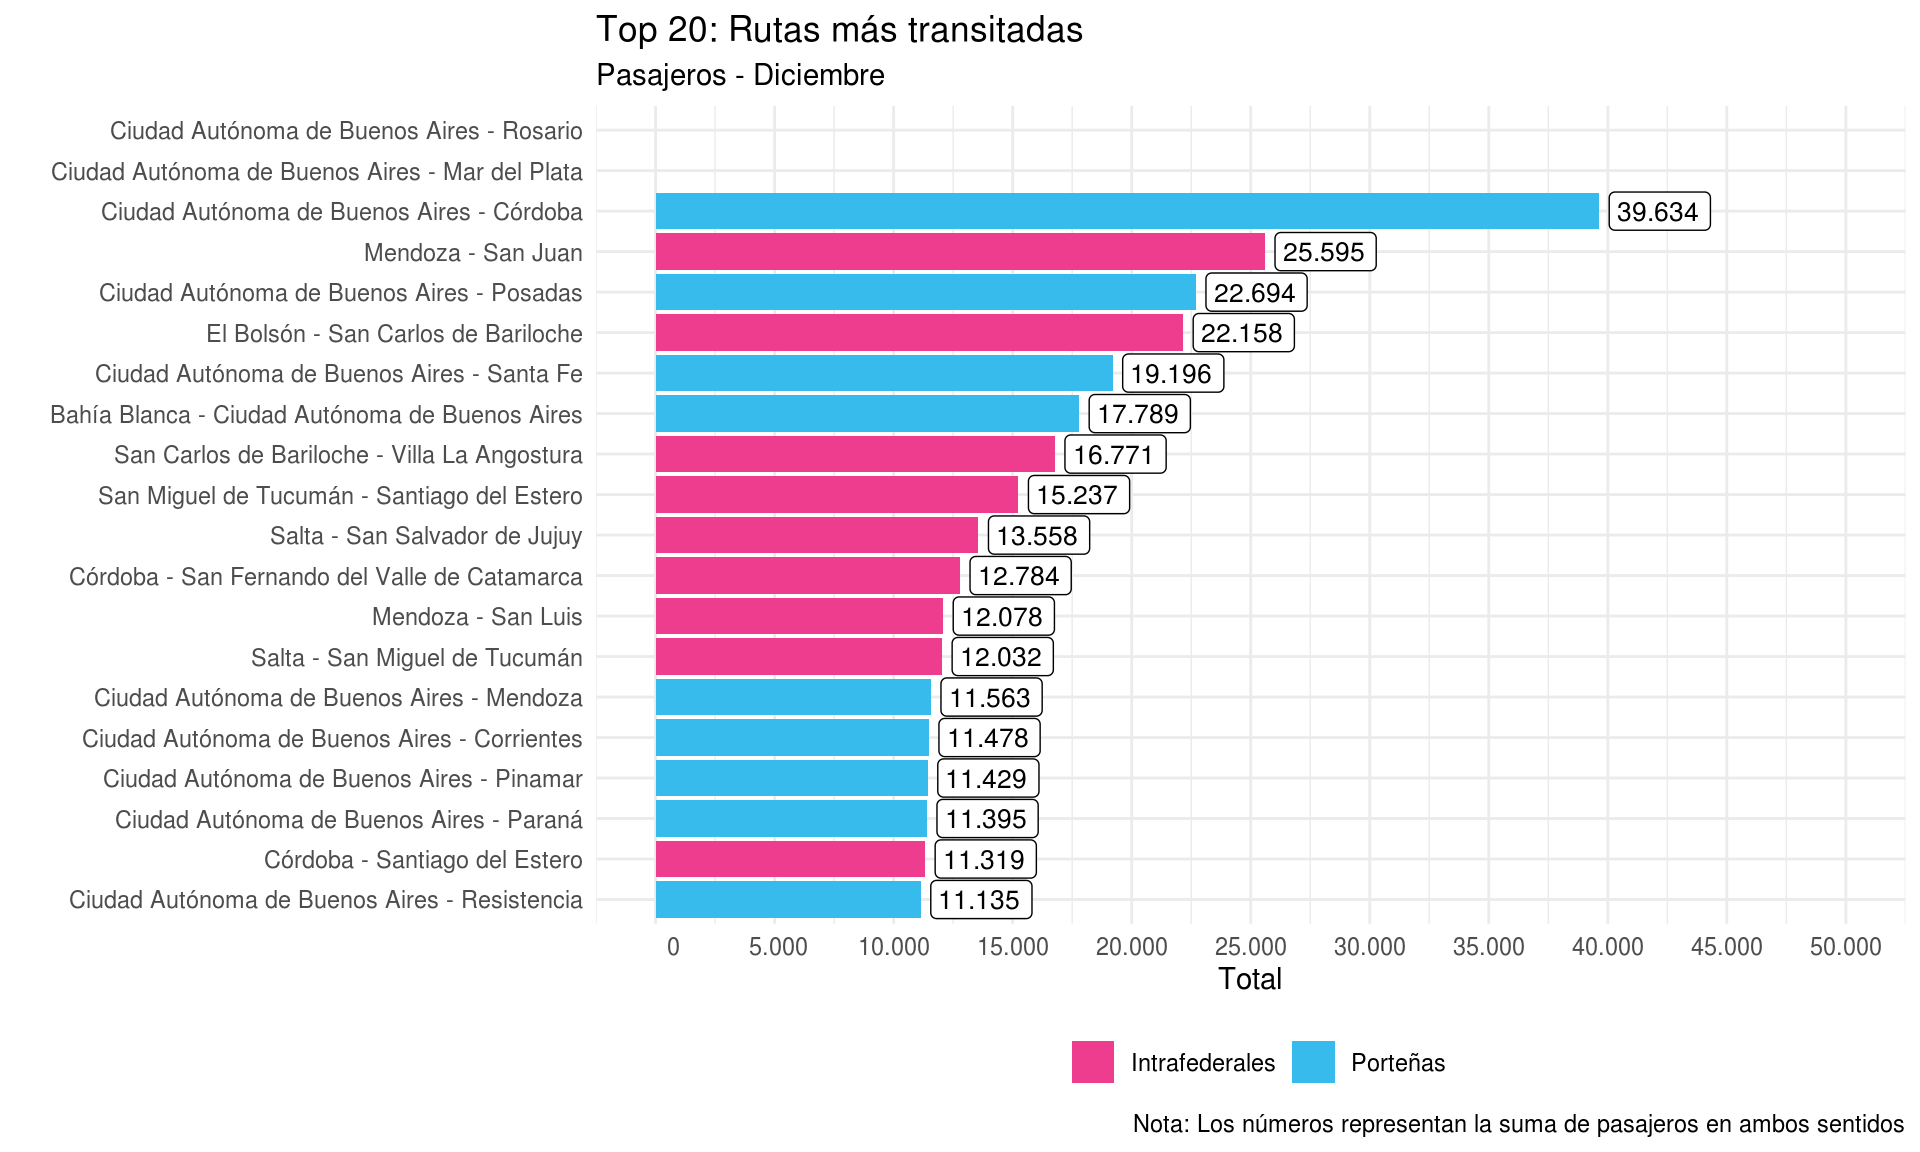 Top 20: Rutas más transitadas
Pasajeros - Diciembre
Ciudad Autónoma de Buenos Aires - Rosario
Ciudad Autónoma de Buenos Aires - Mar del Plata
Ciudad Autónoma de Buenos Aires - Córdoba 39.634
Mendoza - San Juan 25.595
Ciudad Autónoma de Buenos Aires - Posadas 22.694
El Bolsón - San Carlos de Bariloche 22.158
Ciudad Autónoma de Buenos Aires - Santa Fe 19.196
Bahía Blanca - Ciudad Autónoma de Buenos Aires 17.789
San Carlos de Bariloche - Villa La Angostura 16.771
San Miguel de Tucumán - Santiago del Estero 15.237
Salta - San Salvador de Jujuy 13.558
Córdoba - San Fernando del Valle de Catamarca 12.784
Mendoza - San Luis 12.078
Salta - San Miguel de Tucumán 12.032
Ciudad Autónoma de Buenos Aires - Mendoza 11.563
Ciudad Autónoma de Buenos Aires - Corrientes 11.478
Ciudad Autónoma de Buenos Aires - Pinamar 11.429
Ciudad Autónoma de Buenos Aires - Paraná 11.395
Córdoba - Santiago del Estero 11.319
Ciudad Autónoma de Buenos Aires - Resistencia 11.135
0 5.000 10.000 15.000 20.000 25.000 30.000 35.000 40.000 45.000 50.000
Total
Intrafederales Porteñas
Nota: Los números representan la suma de pasajeros en ambos sentidos